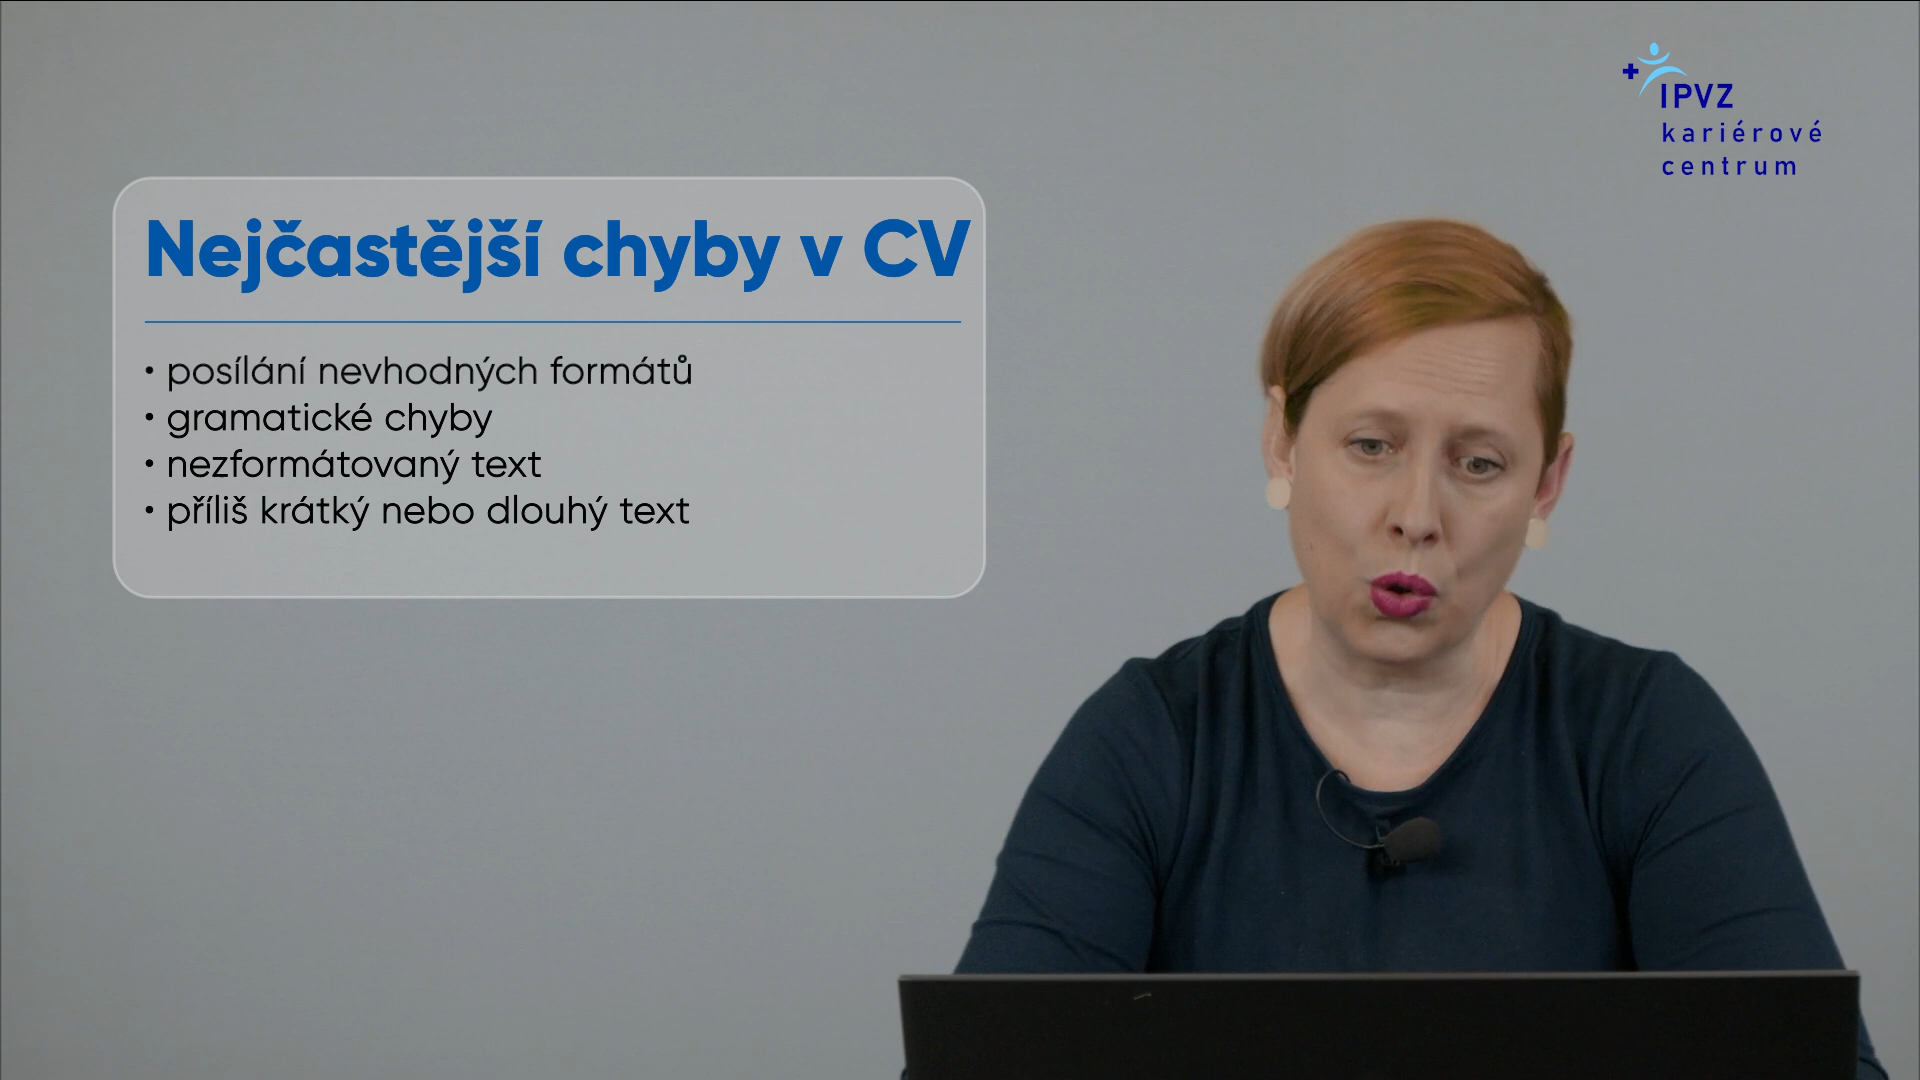 IPVZ
kariérové
centrum
Nejčastější chyby v CV
• posílání nevhodných formátů
• gramatické chyby
• nezformátovaný text
• příliš krátký nebo dlouhý text